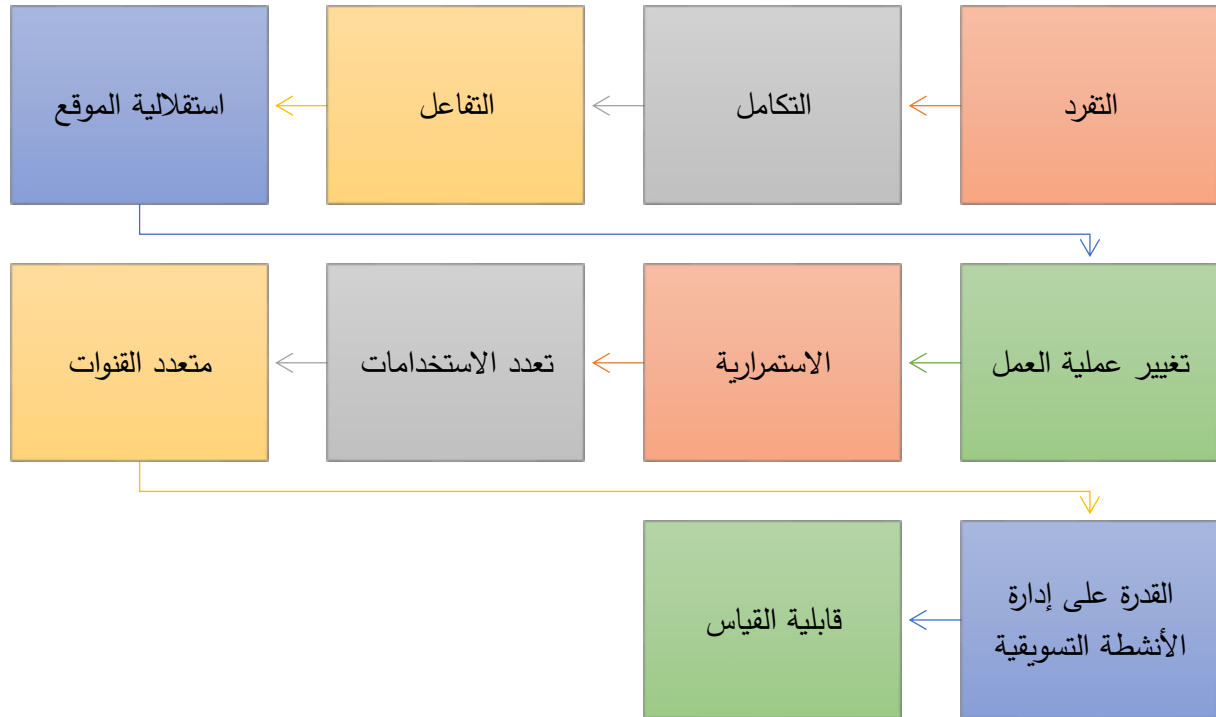 التفرد
التكامل
التفاعل
استقلالية الموقع
تغيير عملية العمل
الاستمرارية
تعدد الاستخدامات
متعدد القنوات
القدرة على إدارة
الأنشطة التسويقية
قابلية القياس